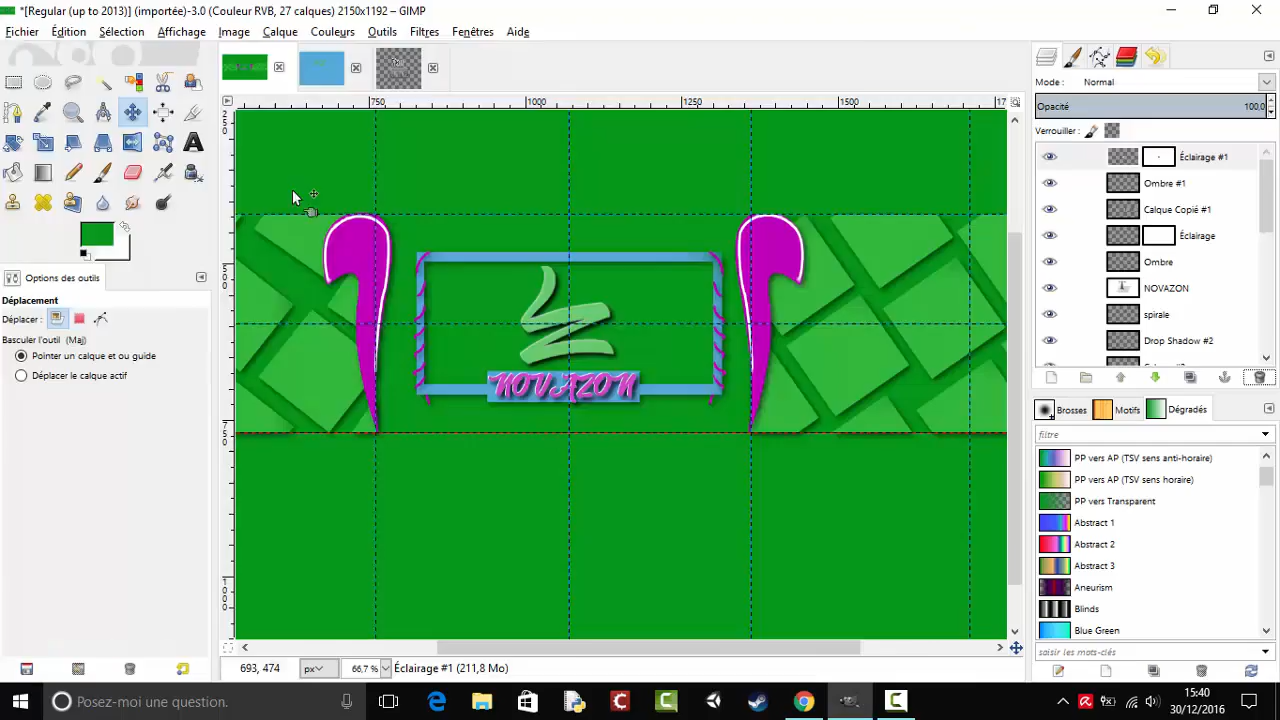 *[Regular (up to 2013)] (importée)-3.0 (Couleur RVB, 27 calques) 2150x1192 – GIMP
Fichier Édition Sélection Affichage Image Calque Couleurs Outils Filtres Fenêtres Aide
Mode : Normal
750 1000 1250 1500 17
Opacité 100,0
Verrouiller :
Éclairage #1
Ombre #1
Calque Copié #1
Éclairage
Ombre
NOVAZON
spirale
Drop Shadow #2
Options des outils
Déplacement
Déplacer :
Basculer l'outil (Maj)
Pointer un calque et ou guide
Déplacer le calque actif
NOVAZON
250
500
750
1000
Brosses Motifs Dégradés
filtre
PP vers AP (TSV sens anti-horaire)
PP vers AP (TSV sens horaire)
PP vers Transparent
Abstract 1
Abstract 2
Abstract 3
Aneurism
Blinds
Blue Green
saisir les mots-clés
693, 474 px 66,7 % Éclairage #1 (211,8 Mo)
Posez-moi une question.
15:40
30/12/2016